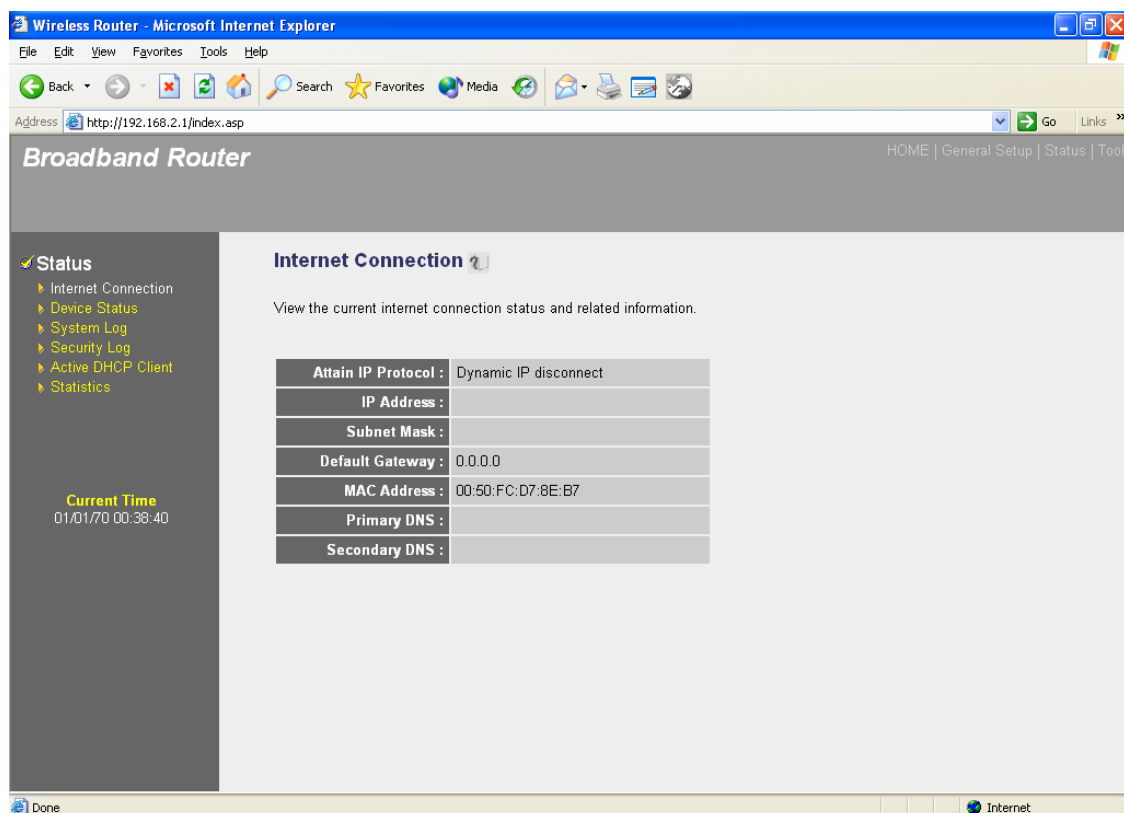 Wireless Router - Microsoft Internet Explorer
File Edit View Favorites Tools Help
Back Search Favorites Media
Address http://192.168.2.1/index.asp Go Links »
Broadband Router
HOME | General Setup | Status | Tool
Status
Internet Connection
Device Status
System Log
Security Log
Active DHCP Client
Statistics
Current Time
01/01/70 00:38:40
Internet Connection
View the current internet connection status and related information.
Attain IP Protocol : Dynamic IP disconnect
IP Address :
Subnet Mask :
Default Gateway : 0.0.0.0
MAC Address : 00:50:FC:D7:8E:B7
Primary DNS :
Secondary DNS :
Done Internet